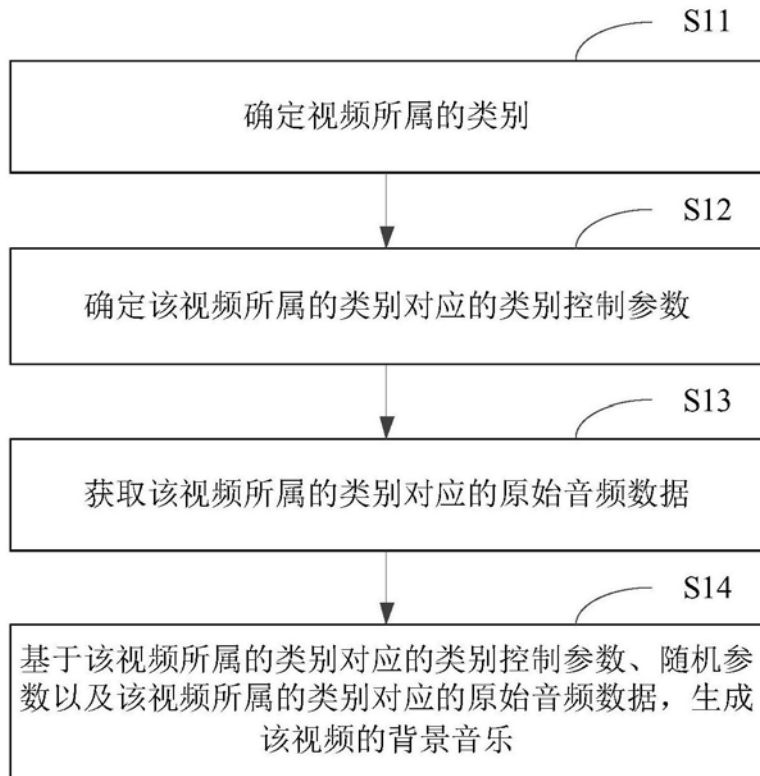 S11
确定视频所属的类别
S12
确定该视频所属的类别对应的类别控制参数
S13
获取该视频所属的类别对应的原始音频数据
S14
基于该视频所属的类别对应的类别控制参数、随机参
数以及该视频所属的类别对应的原始音频数据，生成
该视频的背景音乐